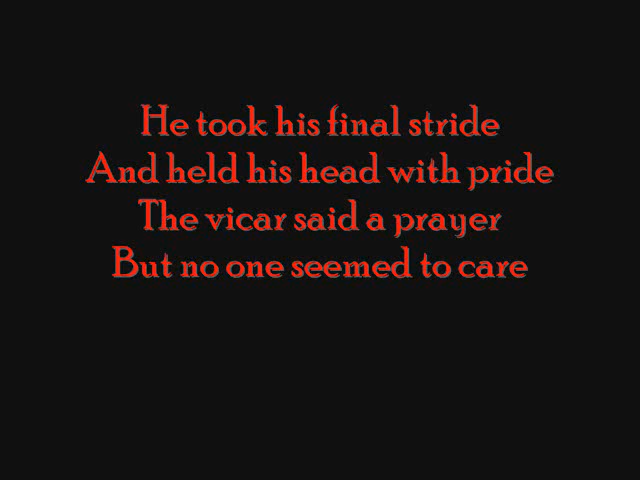 He took his final stride
And held his head with pride
The vicar said a prayer
But no one seemed to care